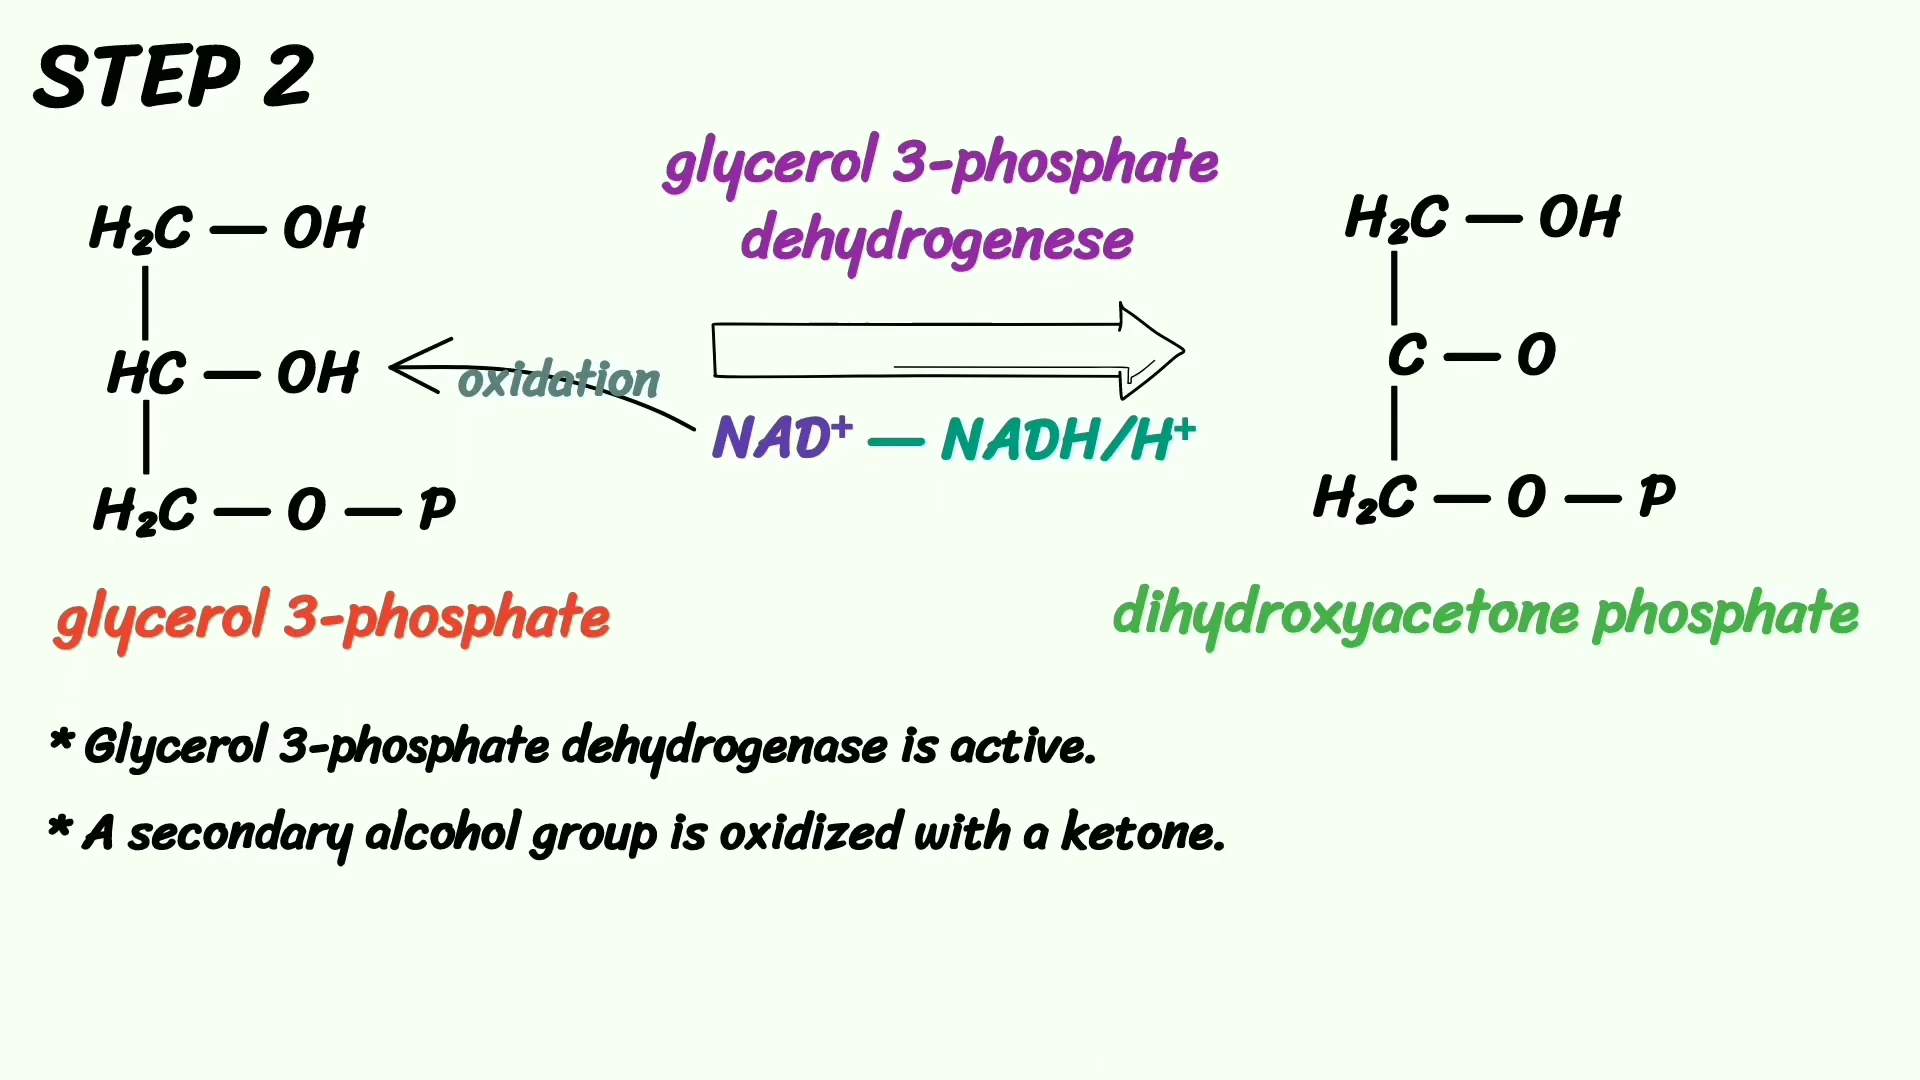 STEP 2
glycerol 3-phosphate
dehydrogenese
H₂C — OH
HC — OH
H₂C — O — P
oxidation
NAD⁺ — NADH/H⁺
H₂C — OH
C — O
H₂C — O — P
glycerol 3-phosphate
dihydroxyacetone phosphate
* Glycerol 3-phosphate dehydrogenase is active.
* A secondary alcohol group is oxidized with a ketone.